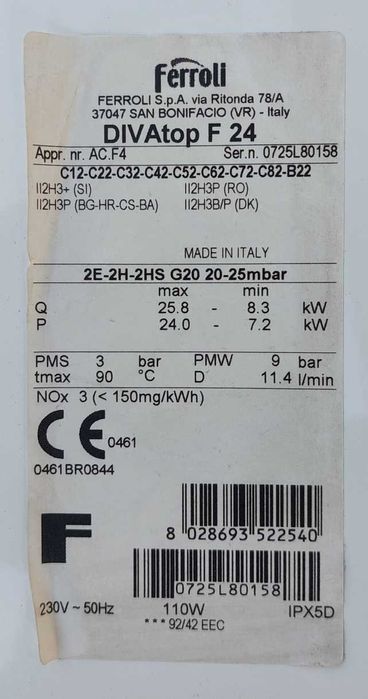 ferroli
FERROLI S.p.A. via Ritonda 78/A
37047 SAN BONIFACIO (VR) - Italy
DIVAtop F 24
Appr. nr. AC.F4 Ser.n. 0725L80158
C12-C22-C32-C42-C52-C62-C72-C82-B22
II2H3+ (SI) II2H3P (RO)
II2H3P (BG-HR-CS-BA) II2H3B/P (DK)
MADE IN ITALY
2E-2H-2HS G20 20-25mbar
max min
Q 25.8 - 8.3 kW
P 24.0 - 7.2 kW
PMS 3 bar PMW 9 bar
tmax 90 °C D 11.4 l/min
NOx 3 (< 150mg/kWh)
CE 0461
0461BR0844
8 028693 522540
F
0725L80158
230V ~ 50Hz 110W IPX5D
*** 92/42 EEC